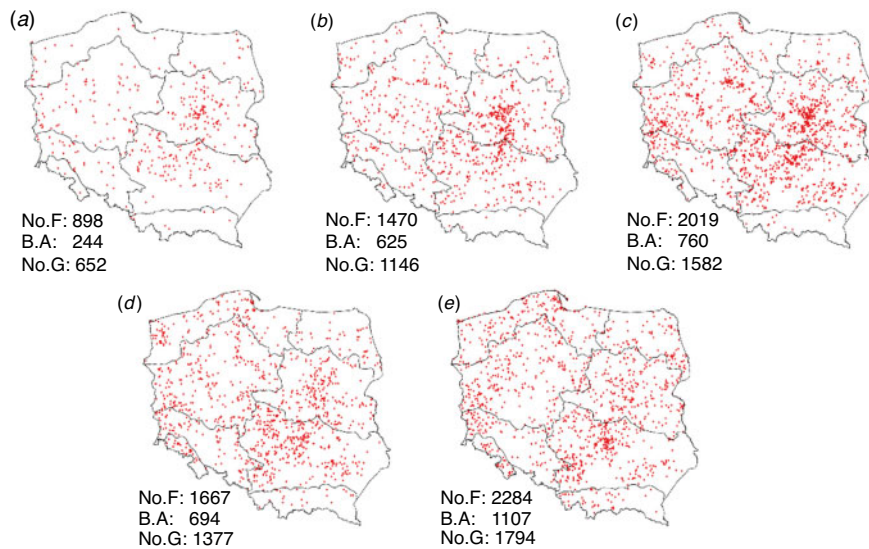 (a)
No.F: 898
B.A: 244
No.G: 652
(b)
No.F: 1470
B.A: 625
No.G: 1146
(c)
No.F: 2019
B.A: 760
No.G: 1582
(d)
No.F: 1667
B.A: 694
No.G: 1377
(e)
No.F: 2284
B.A: 1107
No.G: 1794